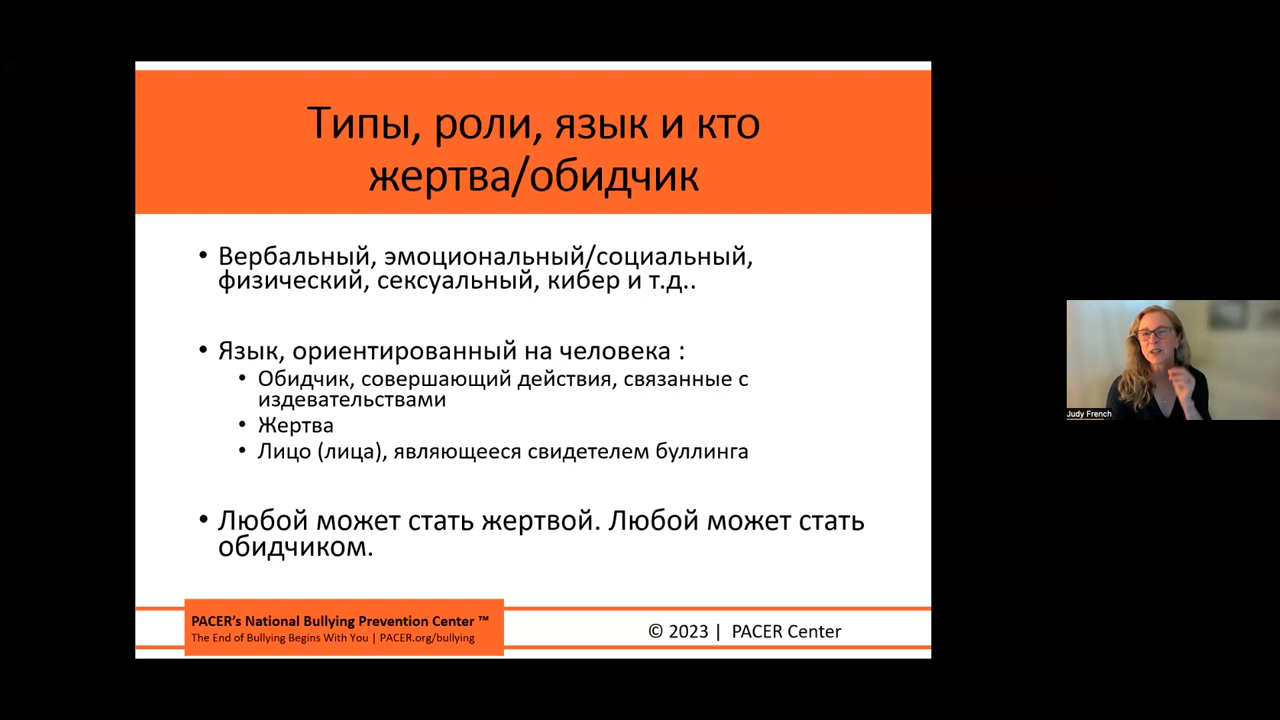 Типы, роли, язык и кто
жертва/обидчик
• Вербальный, эмоциональный/социальный,
физический, сексуальный, кибер и т.д..
• Язык, ориентированный на человека :
• Обидчик, совершающий действия, связанные с
издевательствами
• Жертва
• Лицо (лица), являющееся свидетелем буллинга
• Любой может стать жертвой. Любой может стать
обидчиком.
PACER’s National Bullying Prevention Center ™
The End of Bullying Begins With You | PACER.org/bullying
© 2023 | PACER Center
Judy French